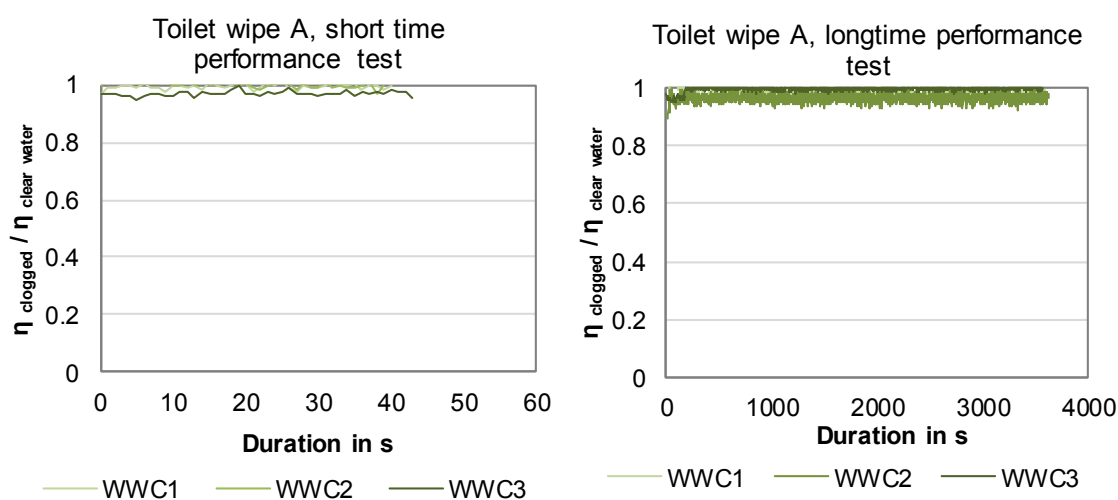 Toilet wipe A, short time
performance test
1
0.8
0.6
0.4
0.2
0
η clogged / η clear water
0 10 20 30 40 50 60
Duration in s
WWC1 WWC2 WWC3
Toilet wipe A, longtime performance
test
1
0.8
0.6
0.4
0.2
0
η clogged / η clear water
0 1000 2000 3000 4000
Duration in s
WWC1 WWC2 WWC3